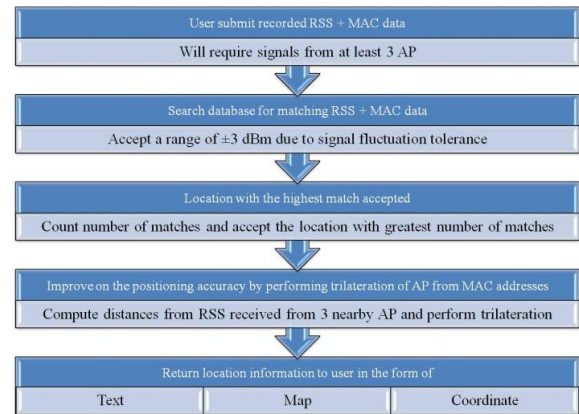 User submit recorded RSS + MAC data
Will require signals from at least 3 AP
Search database for matching RSS + MAC data
Accept a range of ±3 dBm due to signal fluctuation tolerance
Location with the highest match accepted
Count number of matches and accept the location with greatest number of matches
Improve on the positioning accuracy by performing trilateration of AP from MAC addresses
Compute distances from RSS received from 3 nearby AP and perform trilateration
Return location information to user in the form of
Text Map Coordinate